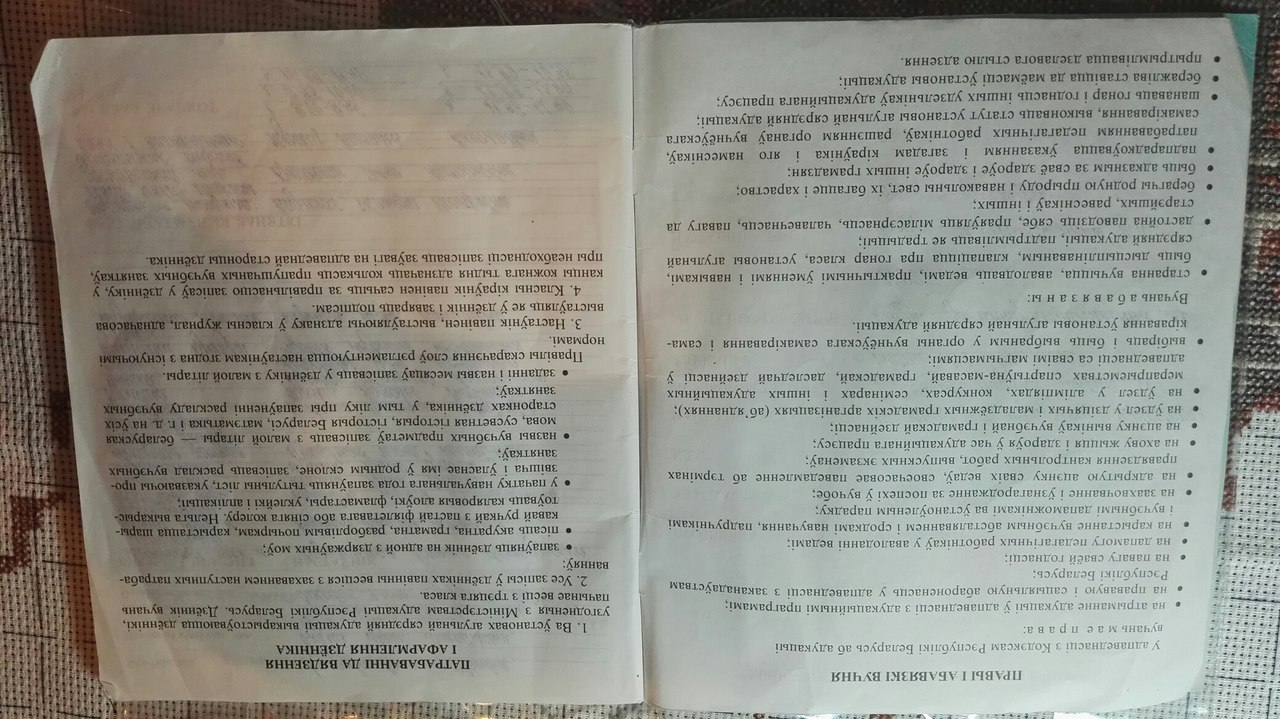 ПРАВЫ І АБАВЯЗКІ ВУЧНЯ
У адпаведнасці з Кодэксам Рэспублікі Беларусь аб адукацыі
вучань м а е  п р а в а:
• на атрыманне адукацыі ў адпаведнасці з адукацыйнымі праграмамі;
• на прававую і сацыяльную абароненасць у адпаведнасці з заканадаўствам
Рэспублікі Беларусь;
• на павагу сваёй годнасці;
• на дапамогу педагагічных работнікаў у авалоданні ведамі;
• на карыстанне вучэбным абсталяваннем і сродкамі навучання, падручнікамі
і вучэбнымі дапаможнікамі ва ўстаноўленым парадку;
• на заахвочванне і ўзнагароджанне за поспехі ў вучобе;
• на адкрытую ацэнку сваіх ведаў, своечасовае паведамленне аб тэрмінах
правядзення кантрольных работ, выпускных экзаменаў;
• на ахову жыцця і здароўя ў час адукацыйнага працэсу;
• на ацэнку вынікаў вучэбнай і грамадскай дзейнасці;
• на ўдзел у дзіцячых і маладзёжных грамадскіх арганізацыях (аб’яднаннях);
• на ўдзел у алімпіядах, конкурсах, семінарах і іншых адукацыйных
мерапрыемствах спартыўна-масавай, грамадскай, даследчай дзейнасці ў
адпаведнасці са сваімі магчымасцямі;
• выбіраць і быць выбраным у органы вучнёўскага самакіравання і сама-
кіравання ўстановы агульнай сярэдняй адукацыі.
Вучань а б а в я з а н ы:
• старанна вучыцца, авалодваць ведамі, практычнымі ўменнямі і навыкамі,
быць дысцыплінаваным, клапаціцца пра гонар класа, установы агульнай
сярэдняй адукацыі, падтрымліваць яе традыцыі;
• дастойна паводзіць сябе, праяўляць міласэрнасць, чалавечнасць, павагу да
старэйшых, равеснікаў і іншых;
• берагчы родную прыроду і навакольны свет, іх багацце і хараство;
• быць адказным за сваё здароўе і здароўе іншых грамадзян;
• падпарадкоўвацца ўказанням і загадам кіраўніка і яго намеснікаў,
патрабаванням педагагічных работнікаў, рашэнням органаў вучнёўскага
самакіравання, выконваць статут установы агульнай сярэдняй адукацыі;
• шанаваць гонар і годнасць іншых удзельнікаў адукацыйнага працэсу;
• беражліва ставіцца да маёмасці ўстановы адукацыі;
• прытрымлівацца дзелавога стылю адзення.
ПАТРАБАВАННІ ДА ВЯДЗЕННЯ
І АФАРМЛЕННЯ ДЗЁННІКА
1. Ва ўстановах агульнай сярэдняй адукацыі выкарыстоўваюцца дзённікі,
узгодненыя з Міністэрствам адукацыі Рэспублікі Беларусь. Дзённік вучань
пачынае весці з трэцяга класа.
2. Усе запісы ў дзённіках павінны весціся з захаваннем наступных патраба-
ванняў:
• запаўняць дзённік на адной з дзяржаўных моў;
• пісаць акуратна, граматна, разборлівым почыркам, карыстацца шары-
кавай ручкай з пастай фіялетавага або сіняга колеру. Нельга выкарыс-
тоўваць каляровыя алоўкі, фламастары, уклейкі і аплікацыі;
• у пачатку навучальнага года запаўняць тытульны ліст, указваючы про-
звішча і ўласнае імя ў родным склоне, запісваць расклад вучэбных
заняткаў;
• назвы вучэбных прадметаў запісваць з малой літары — беларуская
мова, сусветная гісторыя, гісторыя Беларусі, матэматыка і г. д. на ўсіх
старонках дзённіка, у тым ліку пры запаўненні раскладу вучэбных
заняткаў;
• заданні і назвы месяцаў запісваць у дзённіку з малой літары.
Правілы скарачэння слоў рэгламентуюцца настаўнікам згодна з існуючымі
нормамі.
3. Настаўнік павінен, выстаўляючы адзнаку ў класны журнал, адначасова
выстаўляць яе ў дзённік і завяраць подпісам.
4. Класны кіраўнік павінен сачыць за правільнасцю запісаў у дзённіку, у
канцы кожнага тыдня адзначаць колькасць прапушчаных вучэбных заняткаў,
пры неабходнасці запісваць заўвагі на адпаведнай старонцы дзённіка.